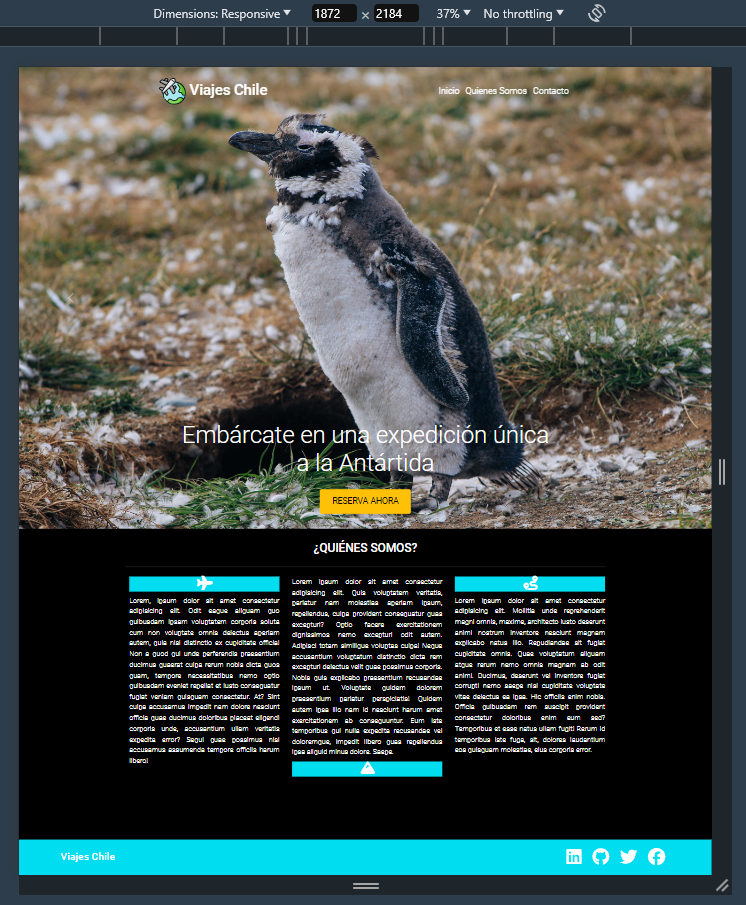 Dimensions: Responsive 1872 × 2184 37% No throttling
Viajes Chile
Inicio Quienes Somos Contacto
Embárcate en una expedición única
a la Antártida
RESERVA AHORA
¿QUIÉNES SOMOS?
Lorem, ipsum dolor sit amet consectetur
adipisicing elit. Odit eaque aliquam quo
quibusdam ipsam voluptatem corporis soluta
cum non voluptate omnis delectus aperiam
autem, quia nisi distinctio ex cupiditate officia!
Non a quod qui unde perferendis praesentium
ducimus quaerat culpa rerum nobis dicta quos
quam, tempore necessitatibus nemo optio
quibusdam eveniet repellat et iusto consequatur
fugiat veniam quisquam consectetur. At? Sint
culpa accusamus impedit nam dolore nesciunt
officia quae ducimus doloribus placeat eligendi
corporis unde, accusantium ullam veritatis
expedita error? Sequi quae possimus nisi
accusamus assumenda tempore officiis harum
libero!
Lorem ipsum dolor sit amet consectetur
adipisicing elit. Quis voluptatem veritatis,
pariatur nam molestias aperiam ipsum,
repellendus, culpa provident consequatur quas
excepturi? Optio facere exercitationem
dignissimos nemo excepturi odit autem.
Adipisci totam similique voluptas culpa! Neque
accusantium voluptatum distinctio dicta rem
excepturi delectus velit quae possimus corporis.
Nobis quia explicabo praesentium recusandae
ipsum ut. Voluptate quidem dolorem
praesentium pariatur perspiciatis! Quidem
autem ipsa illo nam id nesciunt harum amet
exercitationem ab consequuntur. Eum iste
temporibus qui nulla recusandae vel
doloremque, impedit libero quas repellendus
ipsa aliquid minus dolore. Saepe.
Lorem ipsum dolor sit amet consectetur
adipisicing elit. Mollitia unde reprehenderit
magni omnis, maxime, architecto iusto deserunt
animi nostrum inventore nesciunt magnam
explicabo narus illo. Repudiandae sit fugiat
cupiditate omnis. Quae voluptatum aliquam
atque rerum nemo omnis magnam ab odit
animi. Ducimus, deserunt vel inventore fugiat
corrupti nemo saepe nisi cupiditate voluptate
vitae delectus ea ipsa. Hic officiis enim nobis.
Officia quibusdam rem suscipit provident
consectetur doloribus enim eum sed?
Temporibus et esse natus ullam fugit! Rerum id
temporibus iste fuga, sit, dolores laudantium
eos quisquam molestiae, eius corporis error.
Viajes Chile